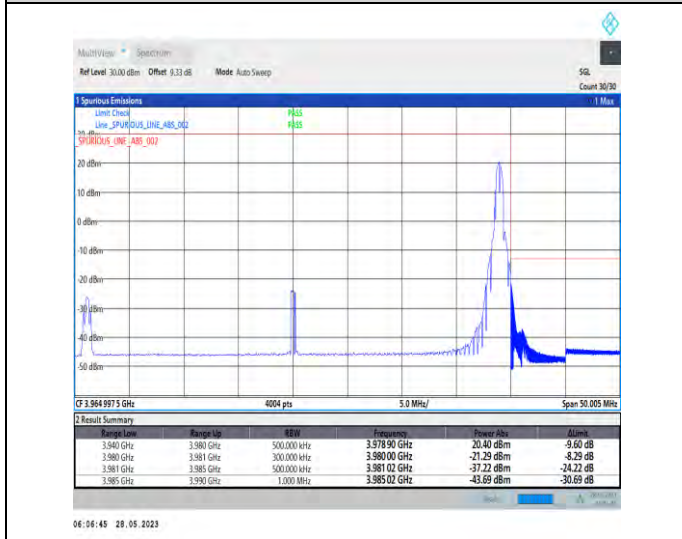 MultiView Spectrum
Ref Level 30.00 dBm Offset 9.33 dB Mode Auto Sweep SGL
Count 30/30
1 Spurious Emissions 1 Max
Limit Check PASS
Line _SPURIOUS_LINE_ABS_002 PASS
_SPURIOUS_LINE_ABS_002
20 dBm
10 dBm
0 dBm
-10 dBm
-20 dBm
-30 dBm
-40 dBm
-50 dBm
CF 3.964 997 5 GHz 4004 pts 5.0 MHz/ Span 50.005 MHz
2 Result Summary
Range Low Range Up RBW Frequency Power Abs ΔLimit
3.940 GHz 3.980 GHz 500.000 kHz 3.978 90 GHz 20.40 dBm -9.60 dB
3.980 GHz 3.981 GHz 300.000 kHz 3.980 00 GHz -21.29 dBm -8.29 dB
3.981 GHz 3.985 GHz 500.000 kHz 3.981 02 GHz -37.22 dBm -24.22 dB
3.985 GHz 3.990 GHz 1.000 MHz 3.985 02 GHz -43.69 dBm -30.69 dB
06:06:45 28.05.2023